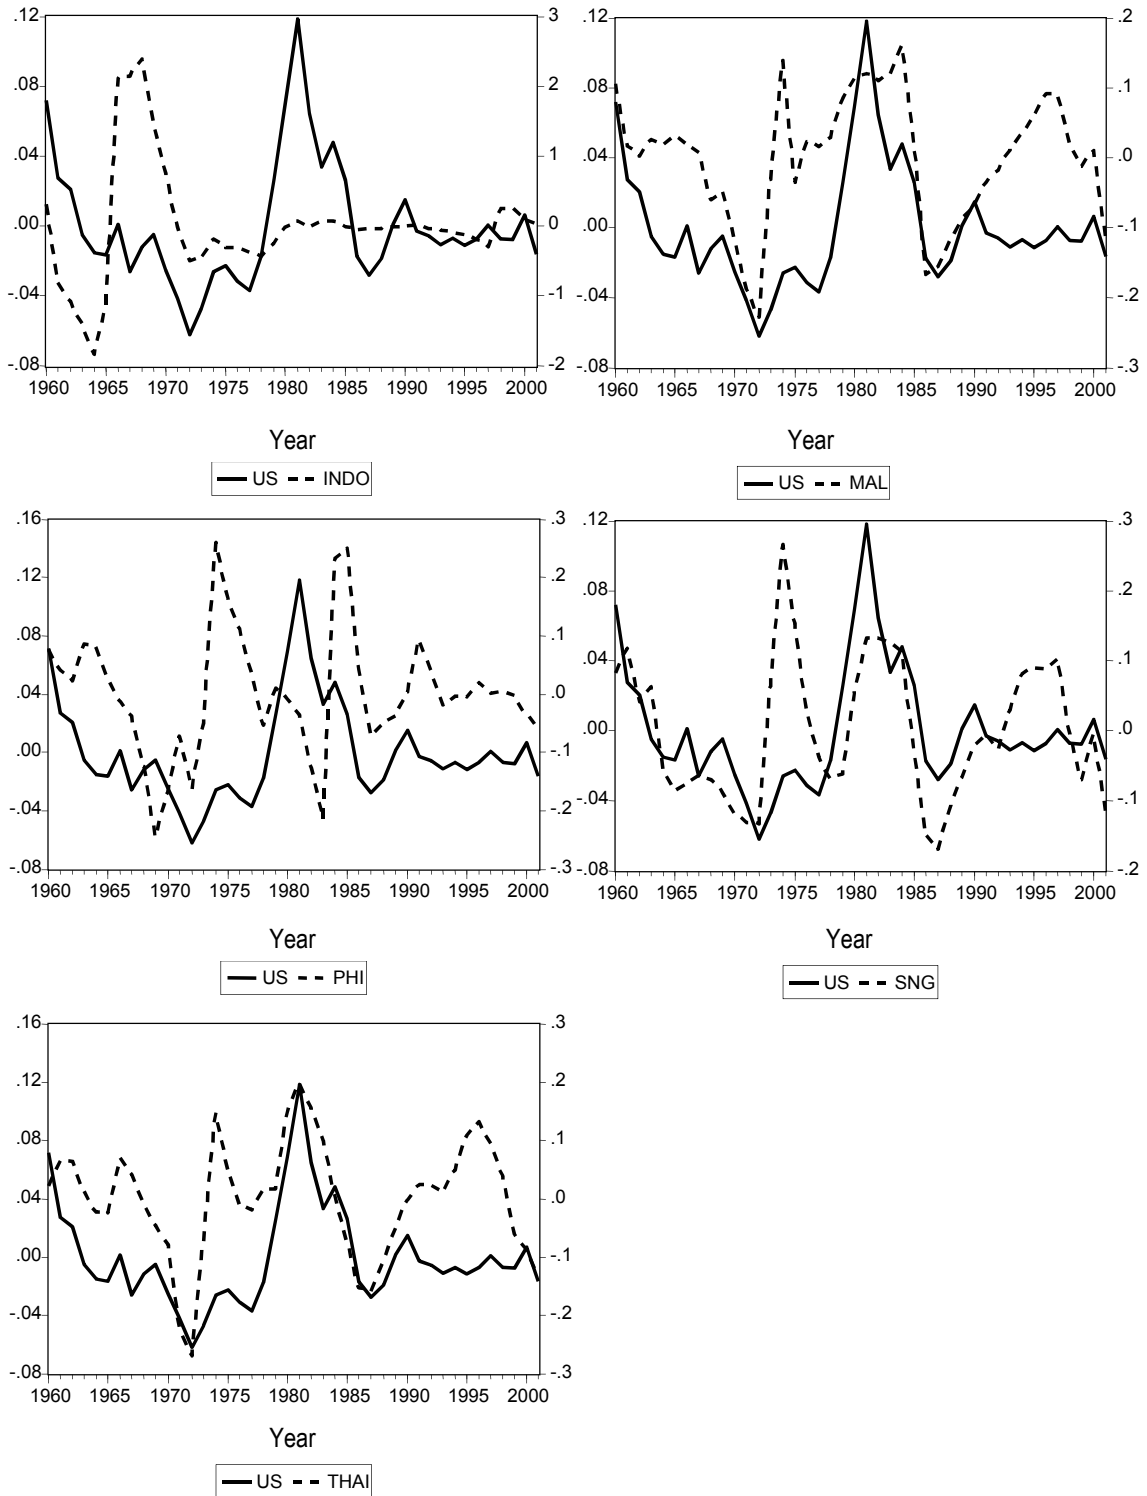 .12 3 .12 .2
.08 2 .08 .1
.04 1 .04 .0
.00 0 .00 -.1
-.04 -1 -.04 -.2
-.08 -2 -.08 -.3
1960 1965 1970 1975 1980 1985 1990 1995 2000 1960 1965 1970 1975 1980 1985 1990 1995 2000
Year Year
US INDO US MAL
.16 .3 .12 .3
.12 .2 .08 .2
.08 .1 .04 .1
.04 .0 .00 .0
.00 -.1 -.04 -.1
-.04 -.2 -.08 -.2
-.08 -.3
1960 1965 1970 1975 1980 1985 1990 1995 2000 1960 1965 1970 1975 1980 1985 1990 1995 2000
Year Year
US PHI US SNG
.16 .3
.12 .2
.08 .1
.04 .0
.00 -.1
-.04 -.2
-.08 -.3
1960 1965 1970 1975 1980 1985 1990 1995 2000
Year
US THAI